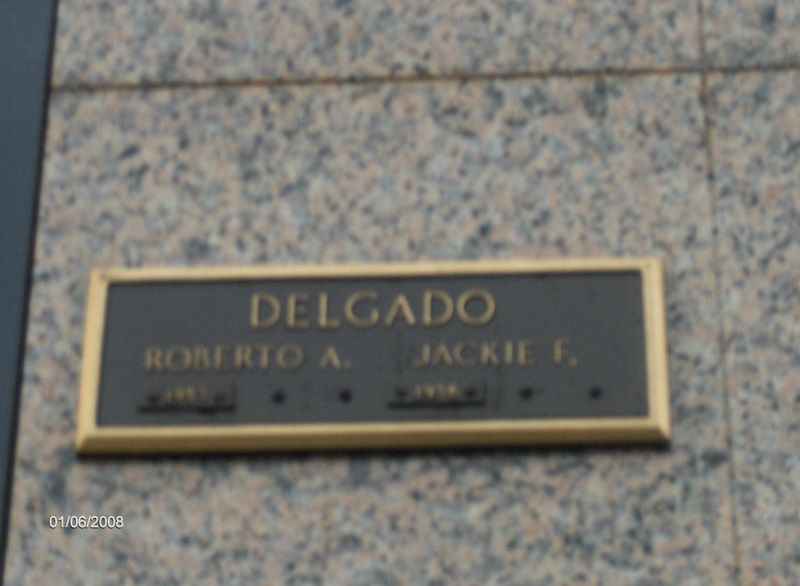 DELGADO
ROBERTO A. JACKIE F.
01/06/2008